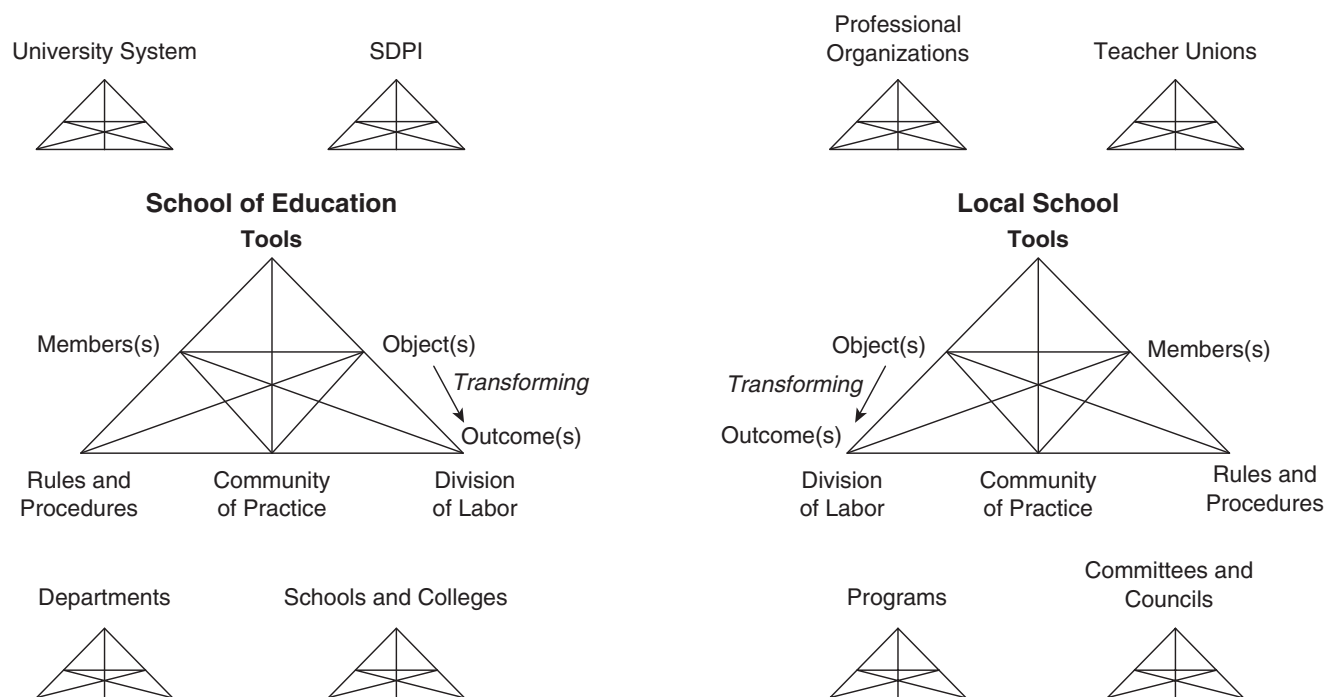 University System
SDPI
Professional
Organizations
Teacher Unions
School of Education
Tools
Members(s)
Object(s)
Transforming
Outcome(s)
Rules and
Procedures
Community
of Practice
Division
of Labor
Local School
Tools
Object(s)
Members(s)
Transforming
Outcome(s)
Division
of Labor
Community
of Practice
Rules and
Procedures
Departments
Schools and Colleges
Programs
Committees and
Councils